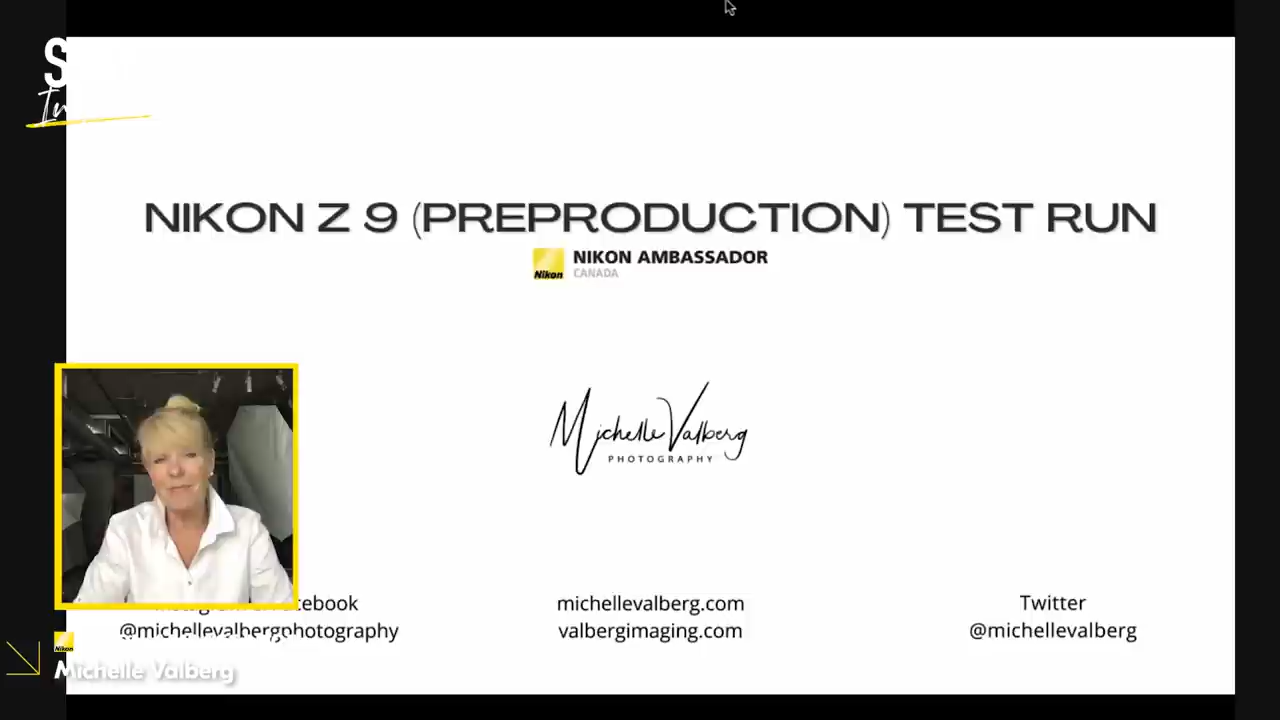 NIKON Z 9 (PREPRODUCTION) TEST RUN
Nikon
NIKON AMBASSADOR
CANADA
Michelle Valberg
PHOTOGRAPHY
michellevalberg.com
Twitter
@michellevalbergphotography
valbergimaging.com
@michellevalberg
Nikon
Michelle Valberg